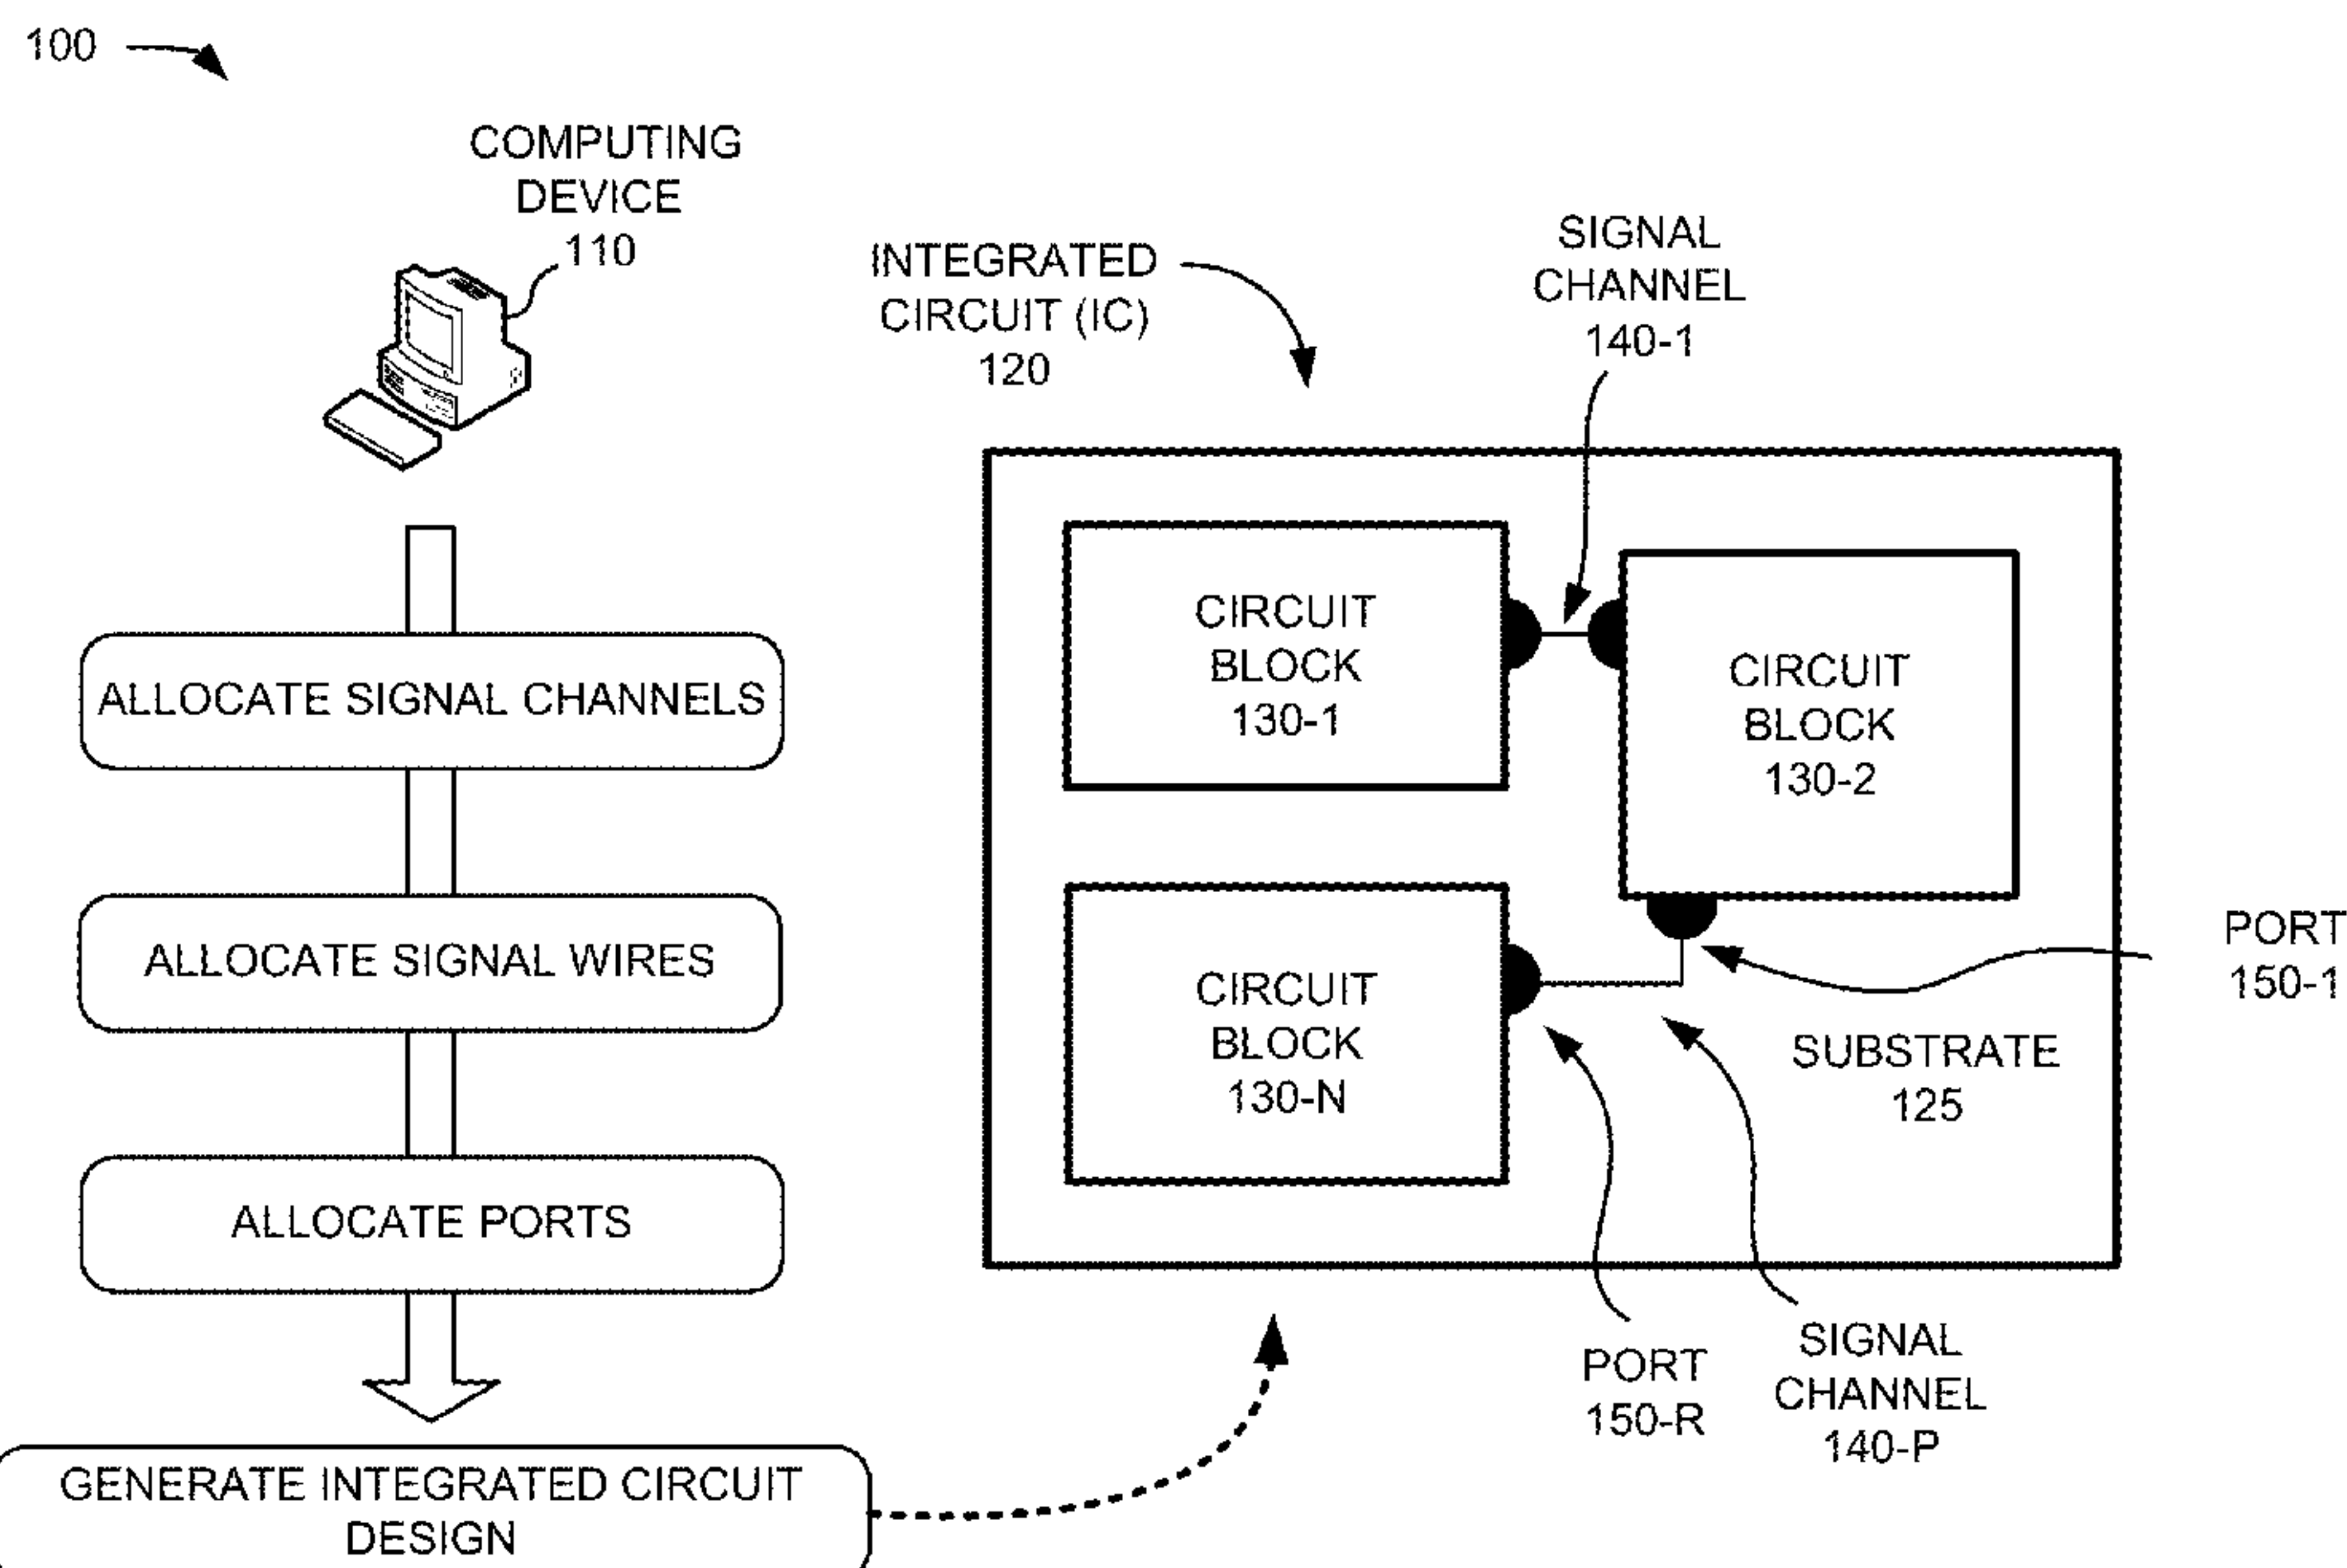 100
COMPUTING
DEVICE
110
INTEGRATED
CIRCUIT (IC)
120
SIGNAL
CHANNEL
140-1
ALLOCATE SIGNAL CHANNELS
ALLOCATE SIGNAL WIRES
ALLOCATE PORTS
GENERATE INTEGRATED CIRCUIT
DESIGN
CIRCUIT
BLOCK
130-1
CIRCUIT
BLOCK
130-2
CIRCUIT
BLOCK
130-N
PORT
150-1
SUBSTRATE
125
PORT
150-R
SIGNAL
CHANNEL
140-P